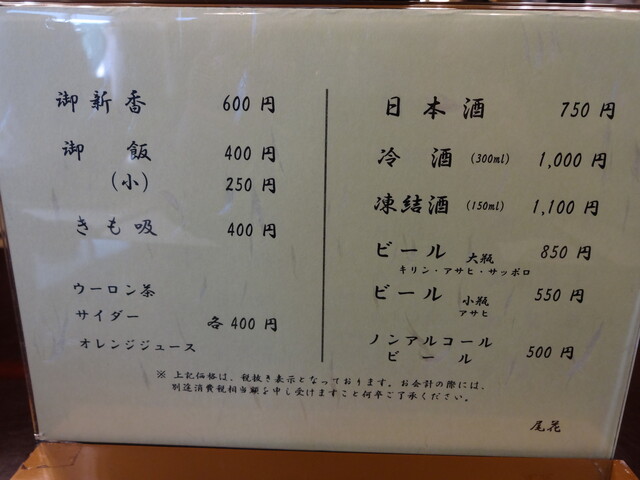 御新香 600円
御飯 400円
(小) 250円
きも吸 400円
ウーロン茶
サイダー 各400円
オレンジジュース
日本酒 750円
冷酒 (300ml) 1,000円
凍結酒 (150ml) 1,100円
ビール 大瓶 850円
キリン・アサヒ・サッポロ
ビール 小瓶 550円
アサヒ
ノンアルコール
ビール 500円
※ 上記価格は、税抜き表示となっております。お会計の際には、
別途消費税相当額を申し受けますこと何卒ご了承ください。
尾花